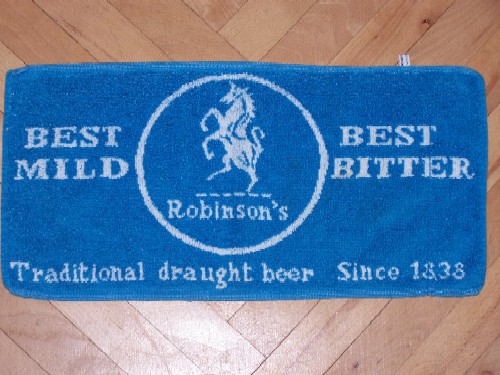 BEST MILD
BEST BITTER
Robinson's
Traditional draught beer Since 1838